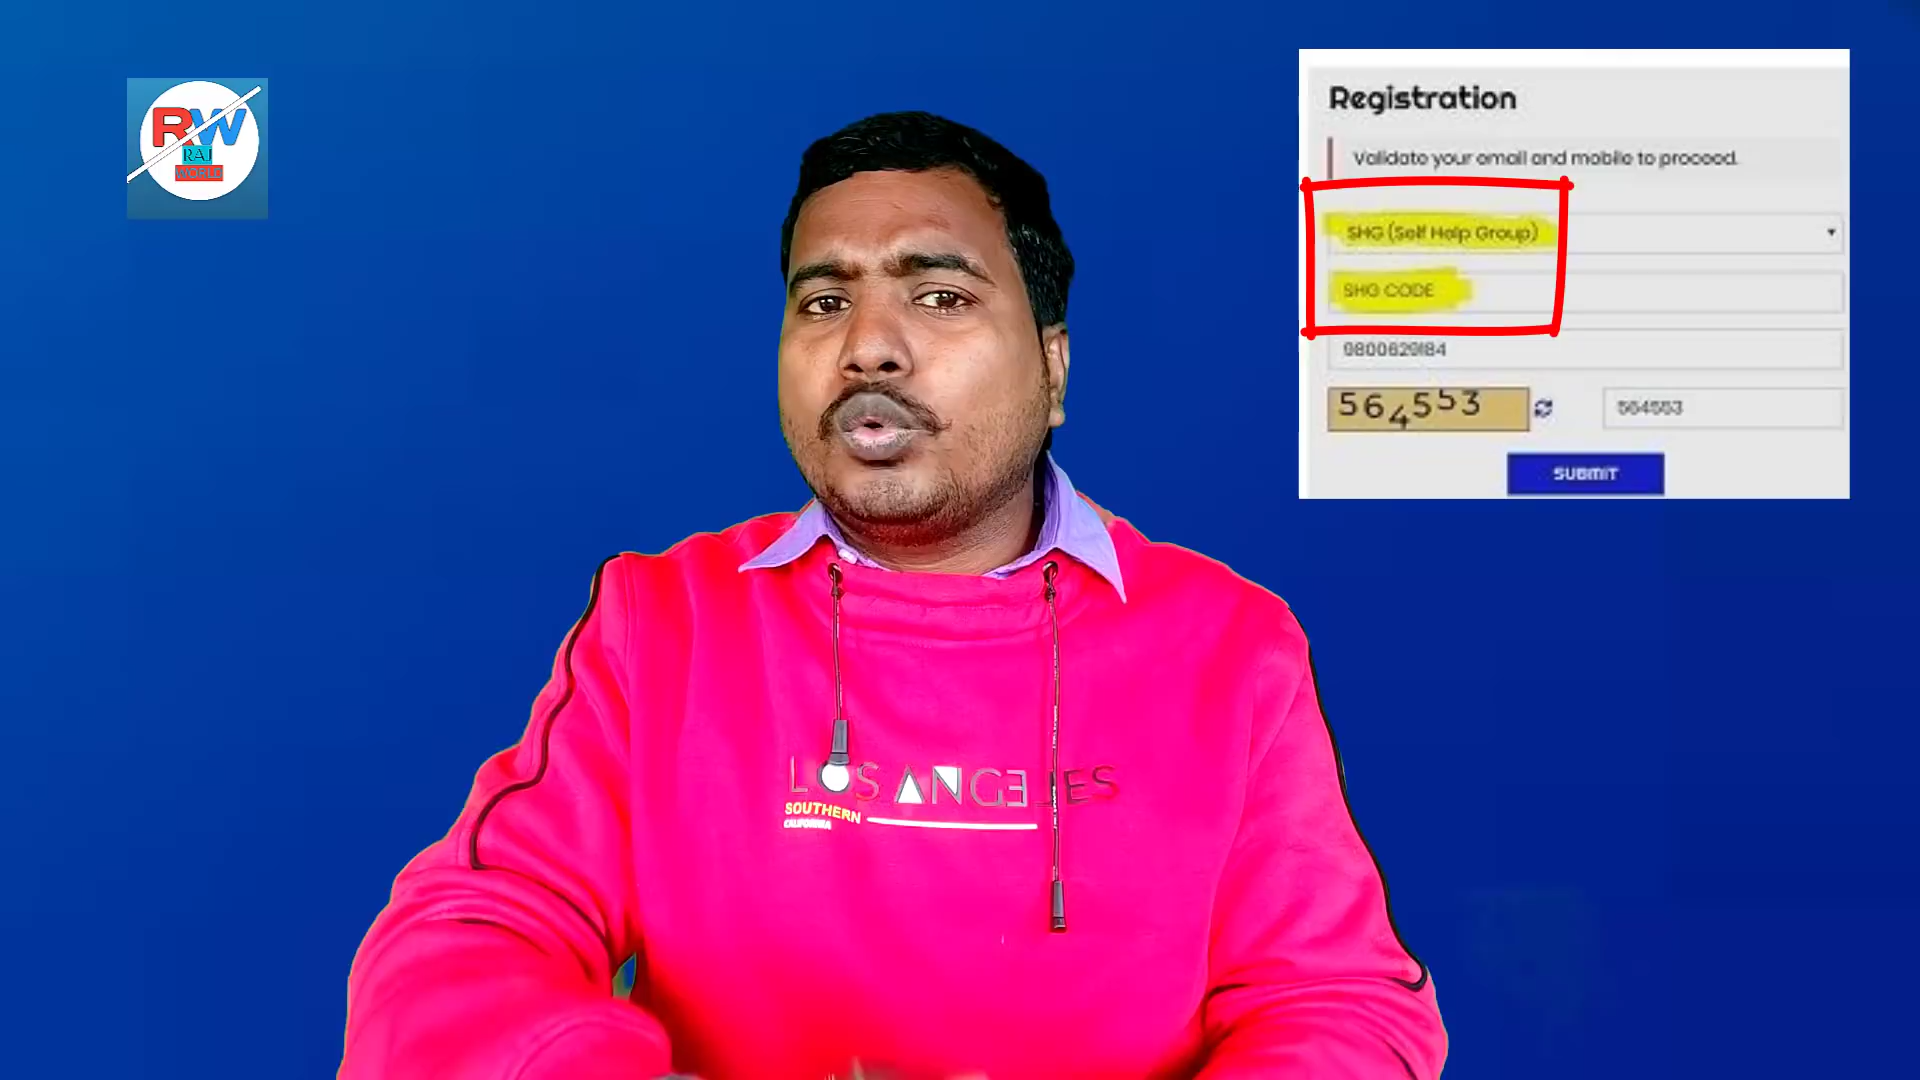 RW
RAJ
WORLD
Registration
Validate your email and mobile to proceed.
SHG (Self Help Group)
SHG CODE
9800629184
564553
564553
SUBMIT
LOS ANGELES
SOUTHERN
CALIFORNIA